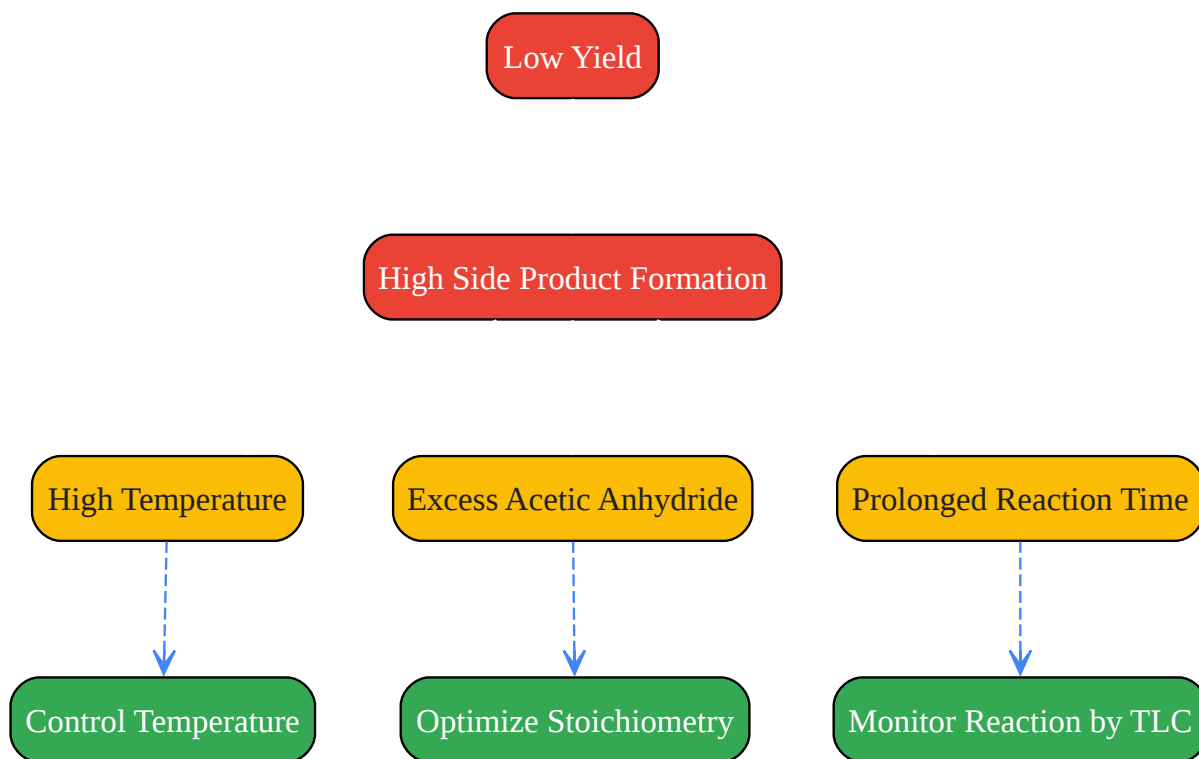 Low Yield
High Side Product Formation
High Temperature
Excess Acetic Anhydride
Prolonged Reaction Time
Control Temperature
Optimize Stoichiometry
Monitor Reaction by TLC